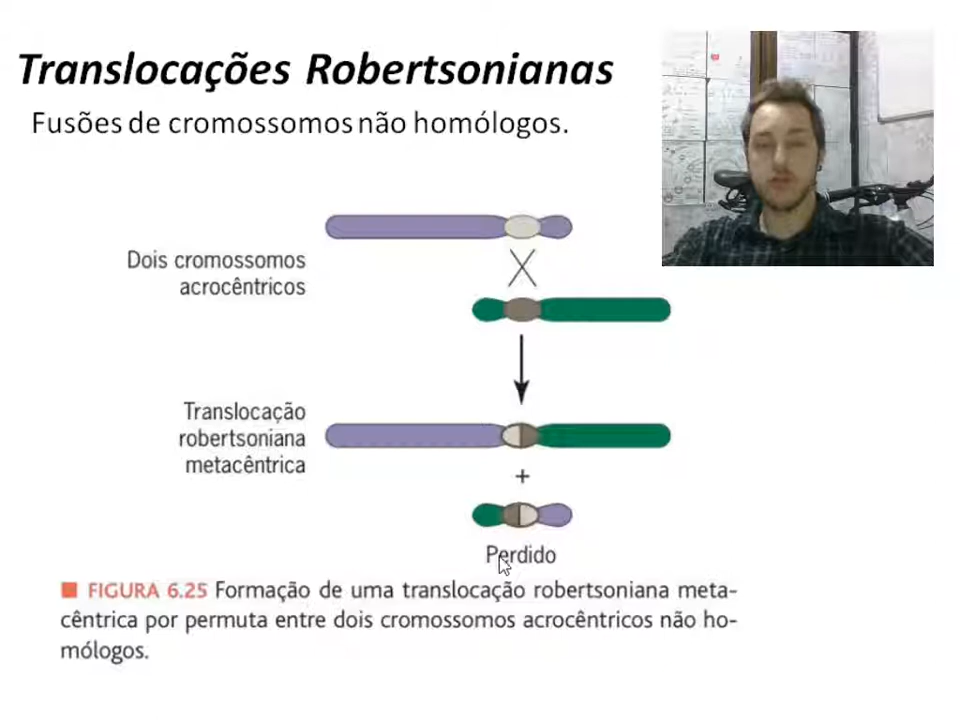 Translocações Robertsonianas
Fusões de cromossomos não homólogos.
Dois cromossomos
acrocêntricos
Translocação
robertsoniana
metacêntrica
+
Perdido
FIGURA 6.25 Formação de uma translocação robertsoniana meta-
cêntrica por permuta entre dois cromossomos acrocêntricos não ho-
mólogos.